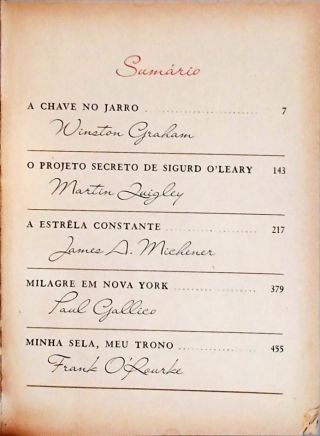 Sumário
A CHAVE NO JARRO .................... 7
Winston Graham
O PROJETO SECRETO DE SIGURD O'LEARY 143
Martin Quigley
A ESTRÊLA CONSTANTE .................... 217
James A. Michener
MILAGRE EM NOVA YORK .................... 379
Paul Gallico
MINHA SELA, MEU TRONO .................... 455
Frank O'Rourke